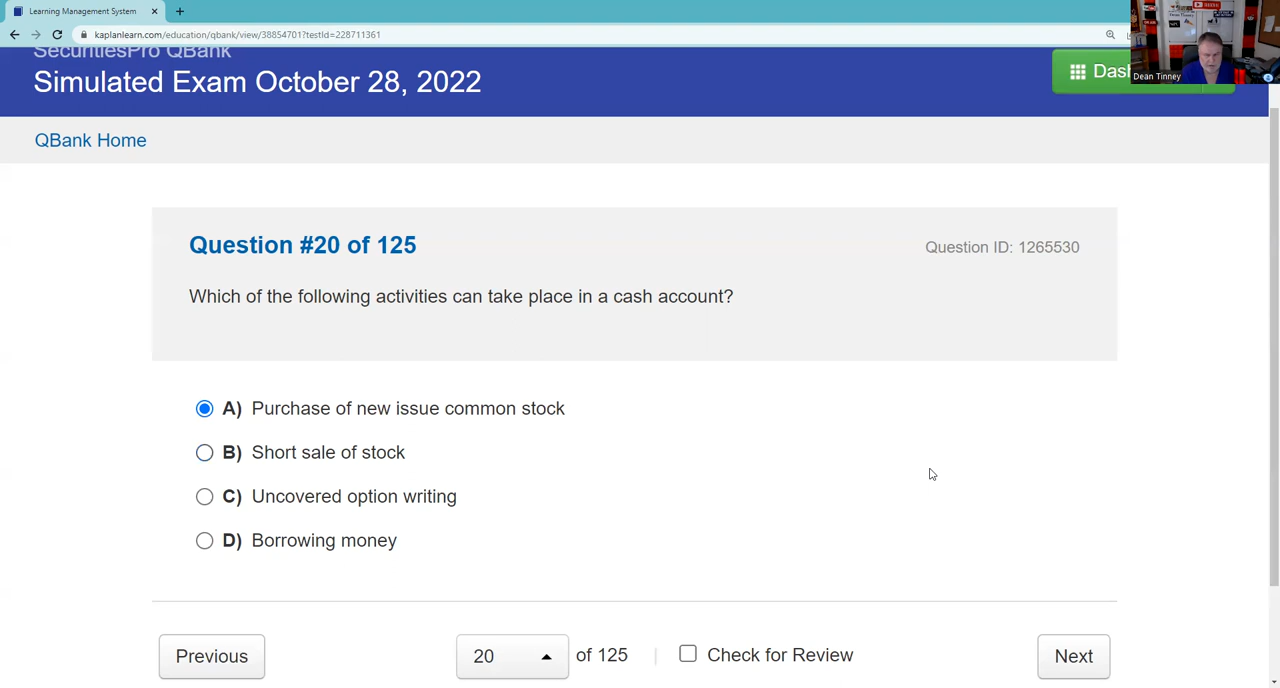 Learning Management System
kaplanlearn.com/education/qbank/view/38854701?testId=228711361
SecuritiesPro QBank
Simulated Exam October 28, 2022
Das
Dean Tinney
QBank Home
Question #20 of 125
Question ID: 1265530
Which of the following activities can take place in a cash account?
A) Purchase of new issue common stock
B) Short sale of stock
C) Uncovered option writing
D) Borrowing money
Previous
20 of 125
Check for Review
Next